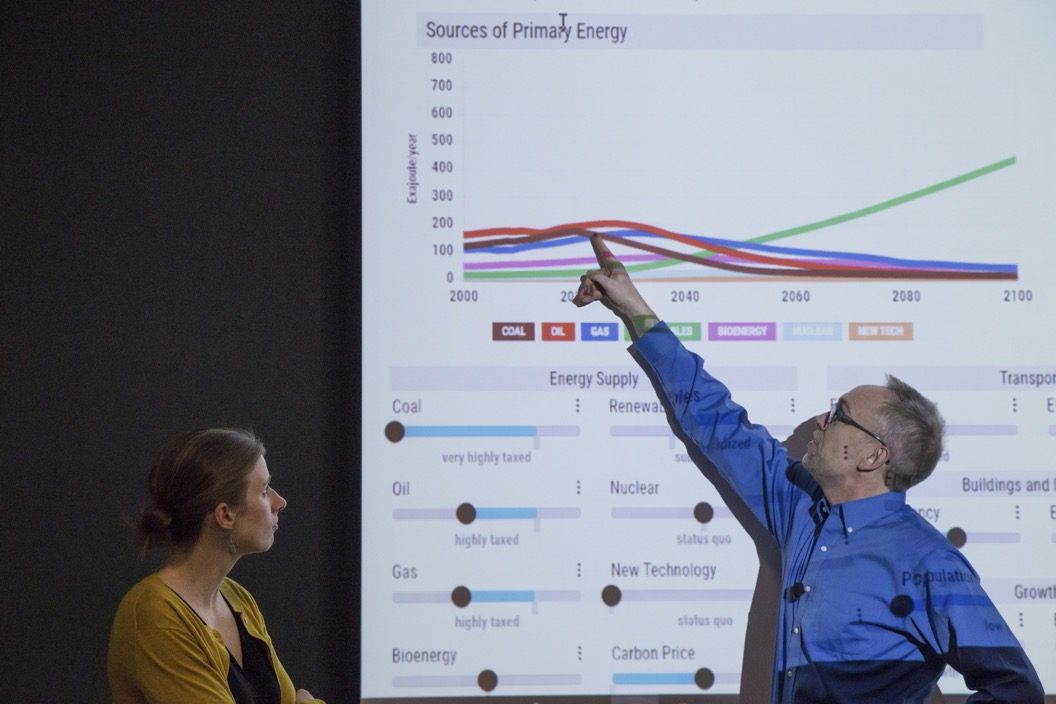 Sources of Primary Energy
800
700
600
500
400
300
200
100
0
Exajoule/year
2000
2040
2060
2080
2100
COAL OIL GAS BIOENERGY NUCLEAR NEW TECH
Energy Supply
Coal
very highly taxed
Oil
highly taxed
Gas
highly taxed
Bioenergy
Nuclear
status quo
New Technology
status quo
Carbon Price
Buildings and
Population